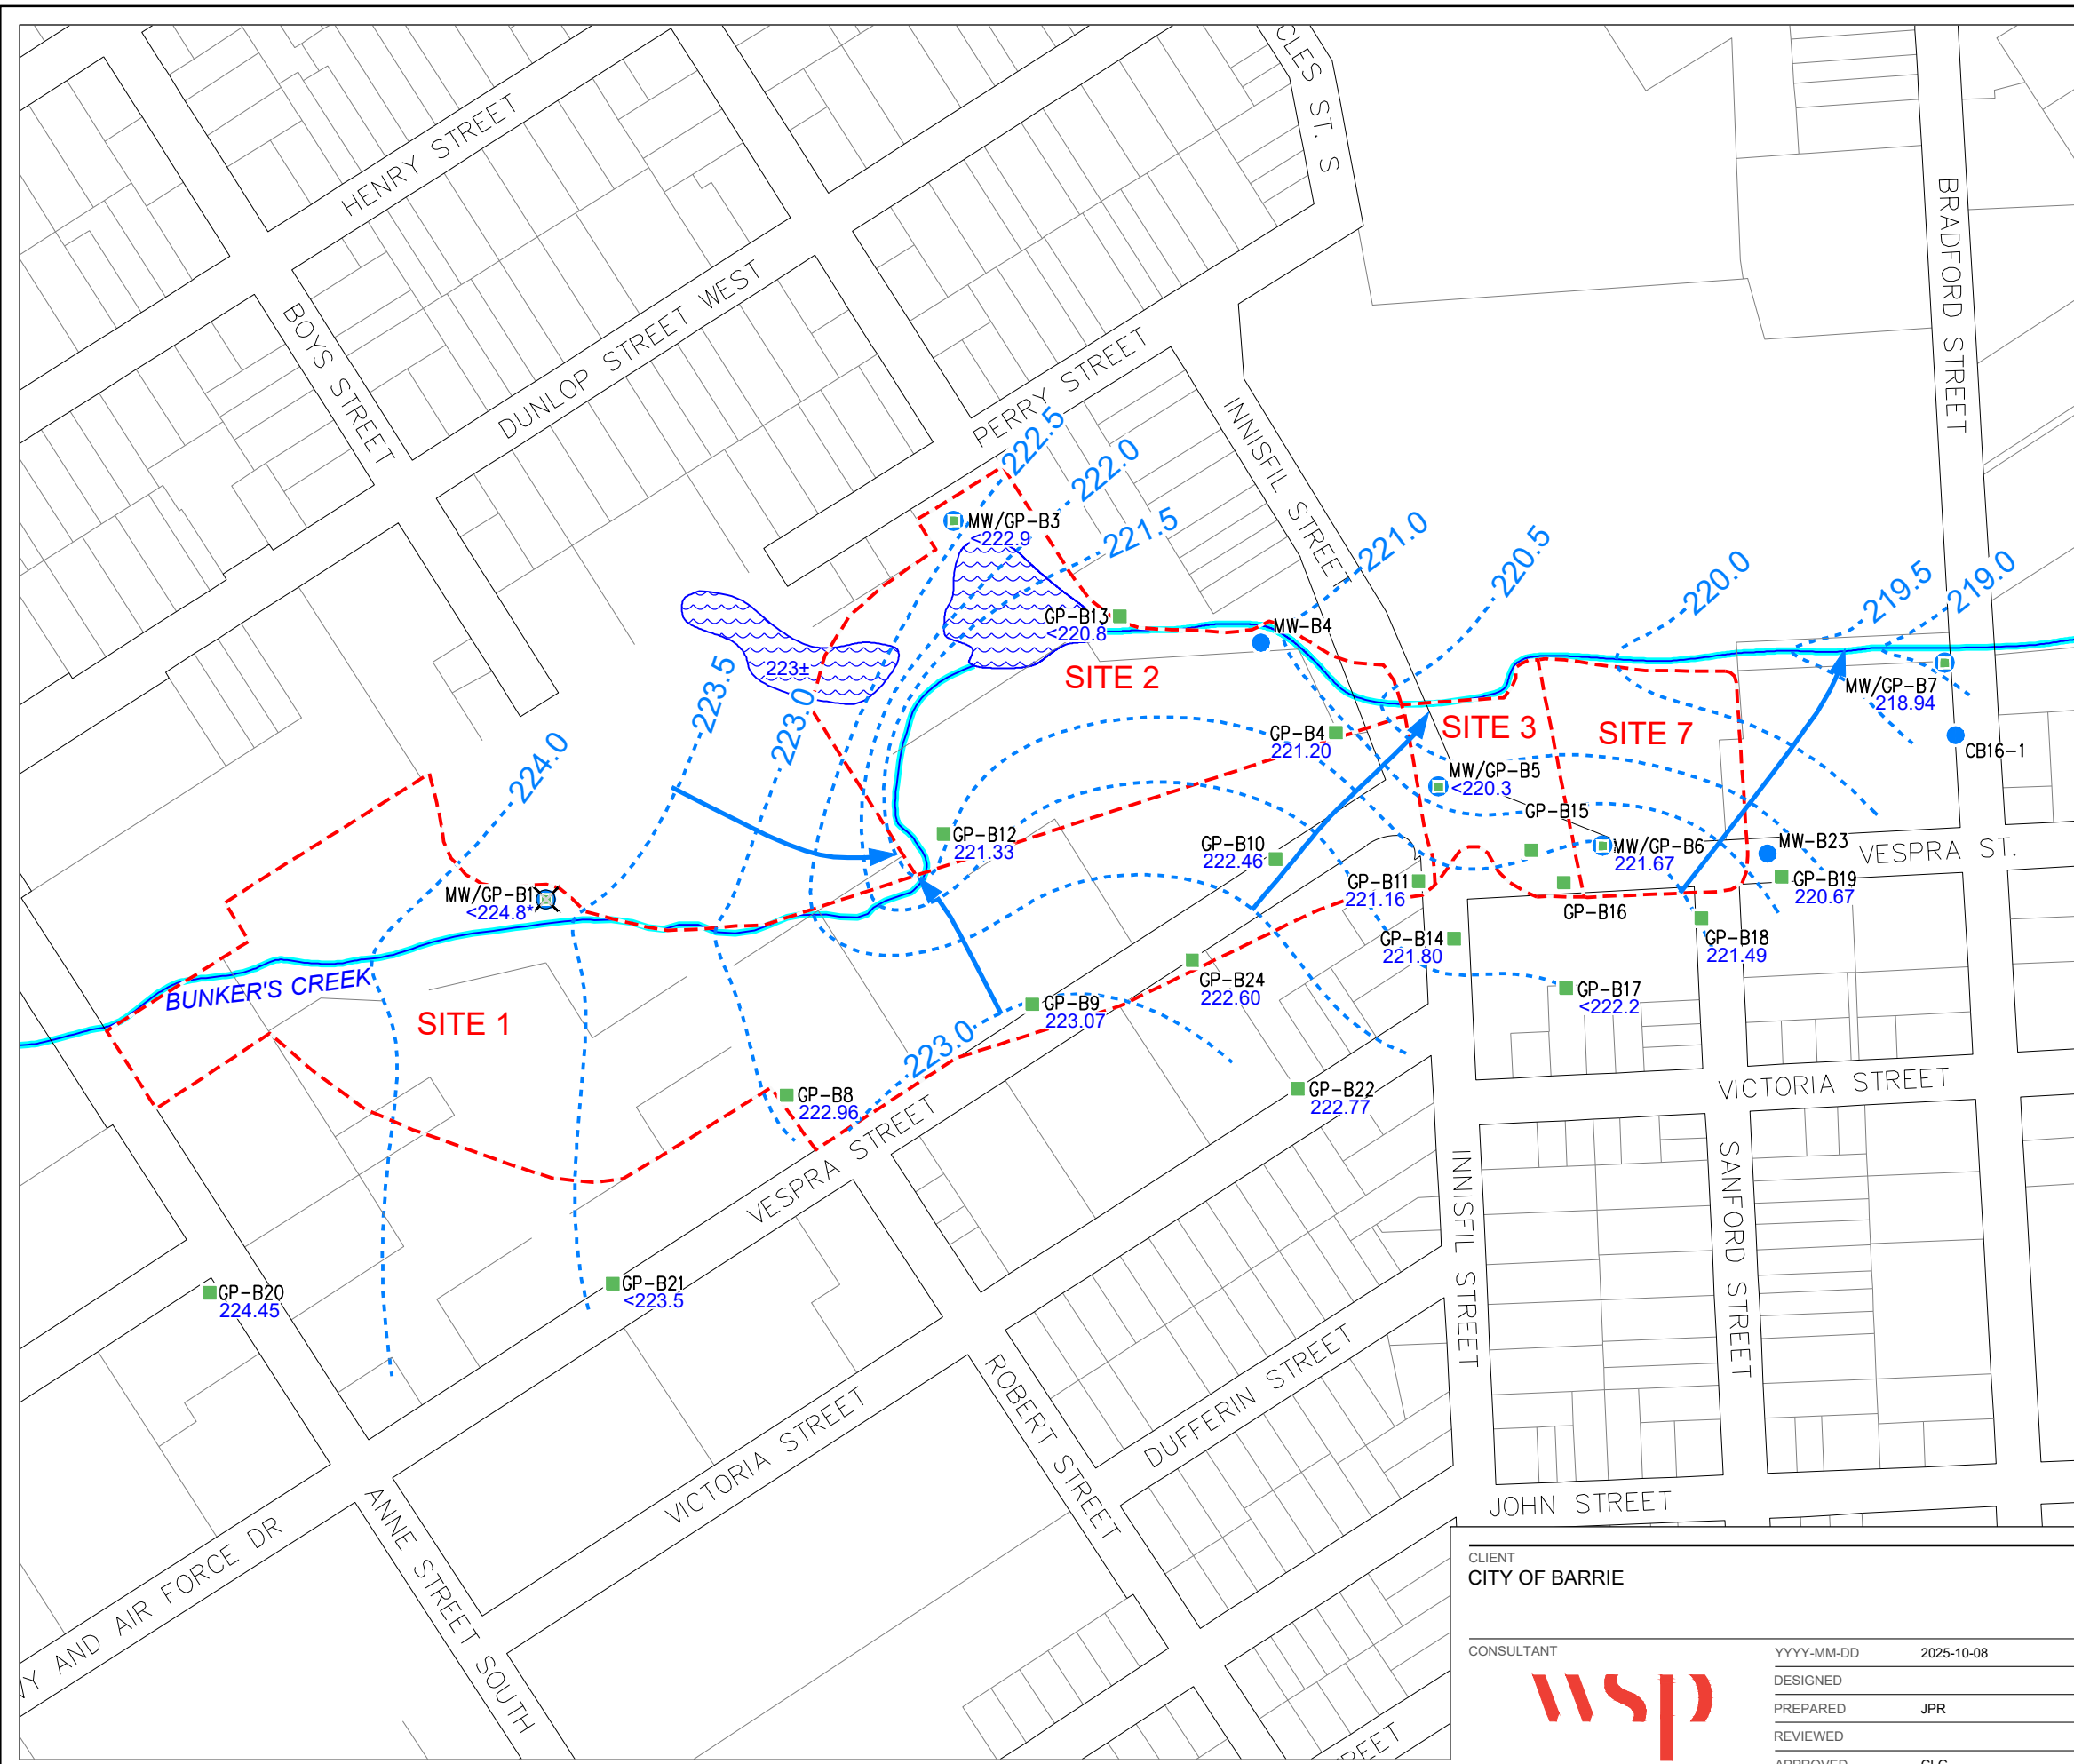 CLES ST. S
HENRY STREET
BRADFORD STREET
BOYS STREET
DUNLOP STREET WEST
PERRY STREET
INNISFIL STREET
222.5
222.0
221.5
221.0
220.5
220.0
219.5
219.0
MW/GP-B3
<222.9
GP-B13
<220.8
MW-B4
223±
SITE 2
223.5
223.0
224.0
MW/GP-B7
218.94
CB16-1
GP-B4
221.20
SITE 3
SITE 7
MW/GP-B5
<220.3
GP-B15
GP-B12
221.33
GP-B10
222.46
MW/GP-B6
221.67
MW-B23
VESPRA ST.
MW/GP-B1
<224.8*
GP-B11
221.16
GP-B19
220.67
GP-B16
GP-B14
221.80
GP-B18
221.49
BUNKER'S CREEK
SITE 1
GP-B24
222.60
GP-B17
<222.2
GP-B9
223.07
223.0
GP-B8
222.96
GP-B22
222.77
VICTORIA STREET
VESPRA STREET
INNISFIL STREET
SANFORD STREET
GP-B20
224.45
GP-B21
<223.5
ROBERT STREET
DUFFERIN STREET
VICTORIA STREET
ANNE STREET SOUTH
JOHN STREET
AND AIR FORCE DR
CLIENT
CITY OF BARRIE
CONSULTANT
wsp
YYYY-MM-DD 2025-10-08
DESIGNED
PREPARED JPR
REVIEWED
APPROVED CLG